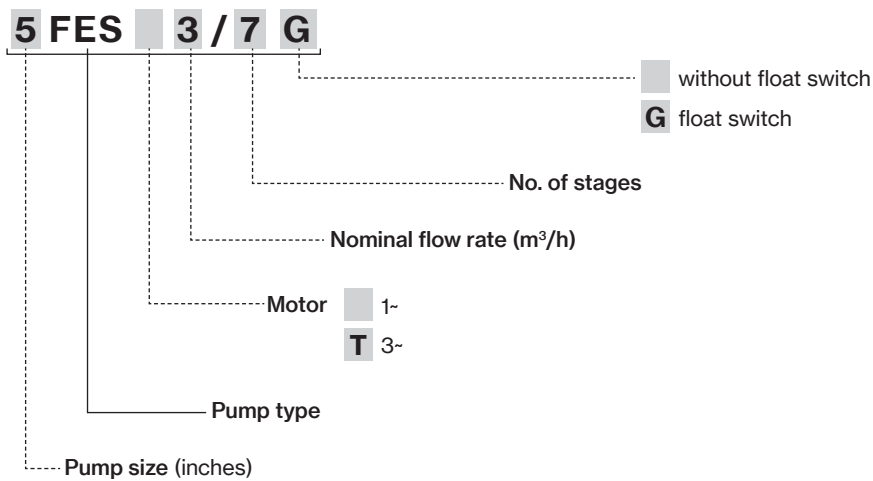 5 FES 3 / 7 G
without float switch
G float switch
No. of stages
Nominal flow rate (m³/h)
Motor 1~
T 3~
Pump type
Pump size (inches)